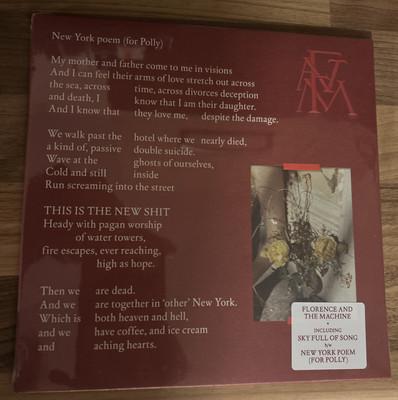 New York poem (for Polly)
FATM
My mother and father come to me in visions
And I can feel their arms of love stretch out across
the sea, across time, across divorces deception
and death, I know that I am their daughter.
And I know that they love me, despite the damage.
We walk past the hotel where we nearly died,
a kind of, passive double suicide.
Wave at the ghosts of ourselves,
Cold and still inside
Run screaming into the street
THIS IS THE NEW SHIT
Heady with pagan worship
of water towers,
fire escapes, ever reaching,
high as hope.
Then we are dead.
And we are together in ‘other’ New York.
Which is both heaven and hell,
and we have coffee, and ice cream
and aching hearts.
FLORENCE AND
THE MACHINE
INCLUDING
SKY FULL OF SONG
b/w
NEW YORK POEM
(FOR POLLY)